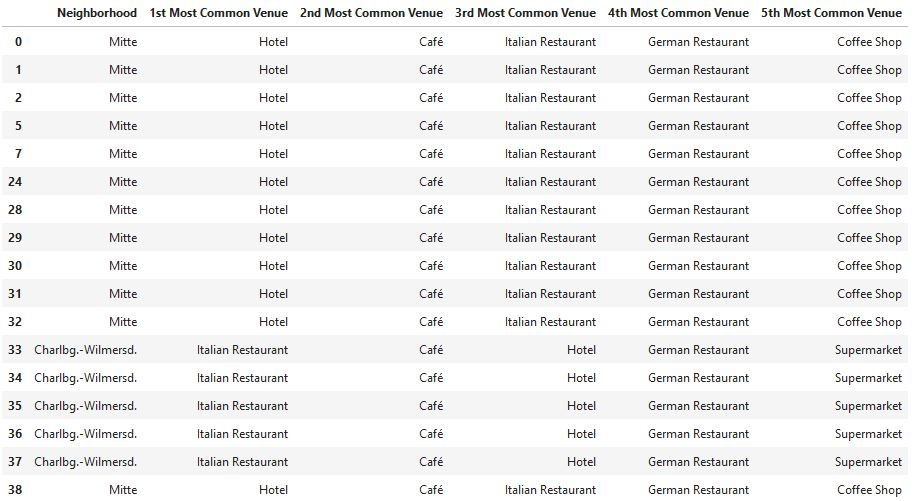 Neighborhood 1st Most Common Venue 2nd Most Common Venue 3rd Most Common Venue 4th Most Common Venue 5th Most Common Venue
0 Mitte Hotel Café Italian Restaurant German Restaurant Coffee Shop
1 Mitte Hotel Café Italian Restaurant German Restaurant Coffee Shop
2 Mitte Hotel Café Italian Restaurant German Restaurant Coffee Shop
5 Mitte Hotel Café Italian Restaurant German Restaurant Coffee Shop
7 Mitte Hotel Café Italian Restaurant German Restaurant Coffee Shop
24 Mitte Hotel Café Italian Restaurant German Restaurant Coffee Shop
28 Mitte Hotel Café Italian Restaurant German Restaurant Coffee Shop
29 Mitte Hotel Café Italian Restaurant German Restaurant Coffee Shop
30 Mitte Hotel Café Italian Restaurant German Restaurant Coffee Shop
31 Mitte Hotel Café Italian Restaurant German Restaurant Coffee Shop
32 Mitte Hotel Café Italian Restaurant German Restaurant Coffee Shop
33 Charlbg.-Wilmersd. Italian Restaurant Café Hotel German Restaurant Supermarket
34 Charlbg.-Wilmersd. Italian Restaurant Café Hotel German Restaurant Supermarket
35 Charlbg.-Wilmersd. Italian Restaurant Café Hotel German Restaurant Supermarket
36 Charlbg.-Wilmersd. Italian Restaurant Café Hotel German Restaurant Supermarket
37 Charlbg.-Wilmersd. Italian Restaurant Café Hotel German Restaurant Supermarket
38 Mitte Hotel Café Italian Restaurant German Restaurant Coffee Shop